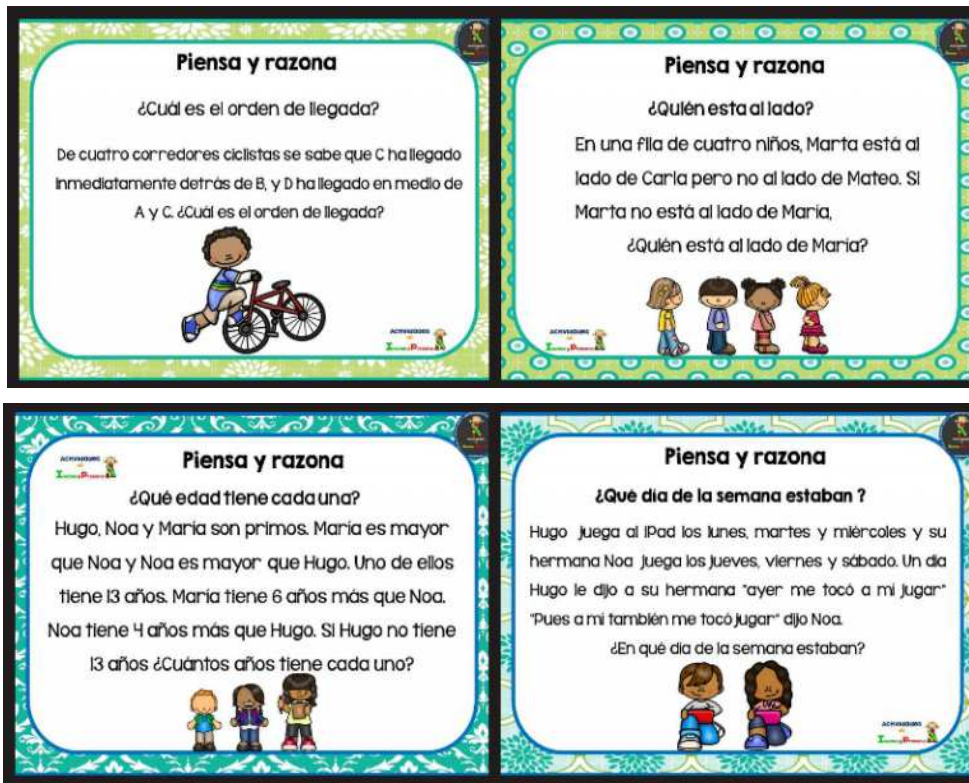 Piensa y razona
¿Cuál es el orden de llegada?
De cuatro corredores ciclistas se sabe que C ha llegado
inmediatamente detrás de B, y D ha llegado en medio de
A y C. ¿Cuál es el orden de llegada?
ACTIVIDADES
Piensa y razona
¿Quién esta al lado?
En una fila de cuatro niños, Marta está al
lado de Carla pero no al lado de Mateo. Si
Marta no está al lado de María,
¿Quién está al lado de María?
ACTIVIDADES
ACTIVIDADES
Piensa y razona
¿Qué edad tiene cada una?
Hugo, Noa y María son primos. María es mayor
que Noa y Noa es mayor que Hugo. Uno de ellos
tiene 13 años. María tiene 6 años más que Noa.
Noa tiene 4 años más que Hugo. Si Hugo no tiene
13 años ¿Cuántos años tiene cada uno?
Piensa y razona
¿Qué día de la semana estaban ?
Hugo juega al iPad los lunes, martes y miércoles y su
hermana Noa juega los jueves, viernes y sábado. Un día
Hugo le dijo a su hermana "ayer me tocó a mi jugar"
"Pues a mi también me tocó jugar" dijo Noa.
¿En qué día de la semana estaban?
ACTIVIDADES